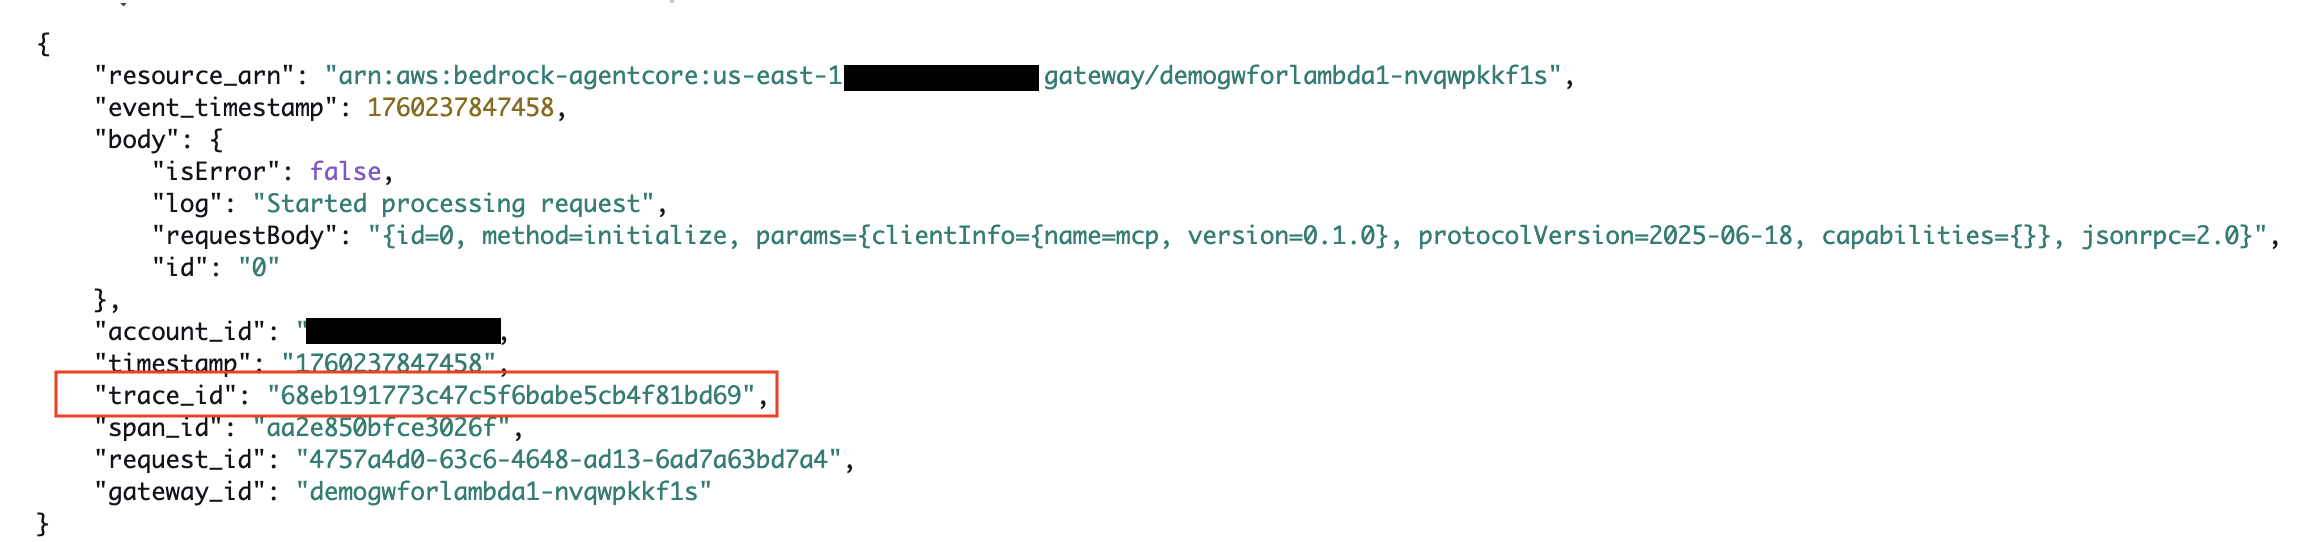 {
"resource_arn": "arn:aws:bedrock-agentcore:us-east-1 gateway/demogwforlambda1-nvqwpkkf1s",
"event_timestamp": 1760237847458,
"body": {
"isError": false,
"log": "Started processing request",
"requestBody": "{id=0, method=initialize, params={clientInfo={name=mcp, version=0.1.0}, protocolVersion=2025-06-18, capabilities={}}, jsonrpc=2.0}",
"id": "0"
},
"account_id": " ,
"timestamp": "1760237847458",
"trace_id": "68eb191773c47c5f6babe5cb4f81bd69",
"span_id": "aa2e850bfce3026f",
"request_id": "4757a4d0-63c6-4648-ad13-6ad7a63bd7a4",
"gateway_id": "demogwforlambda1-nvqwpkkf1s"
}